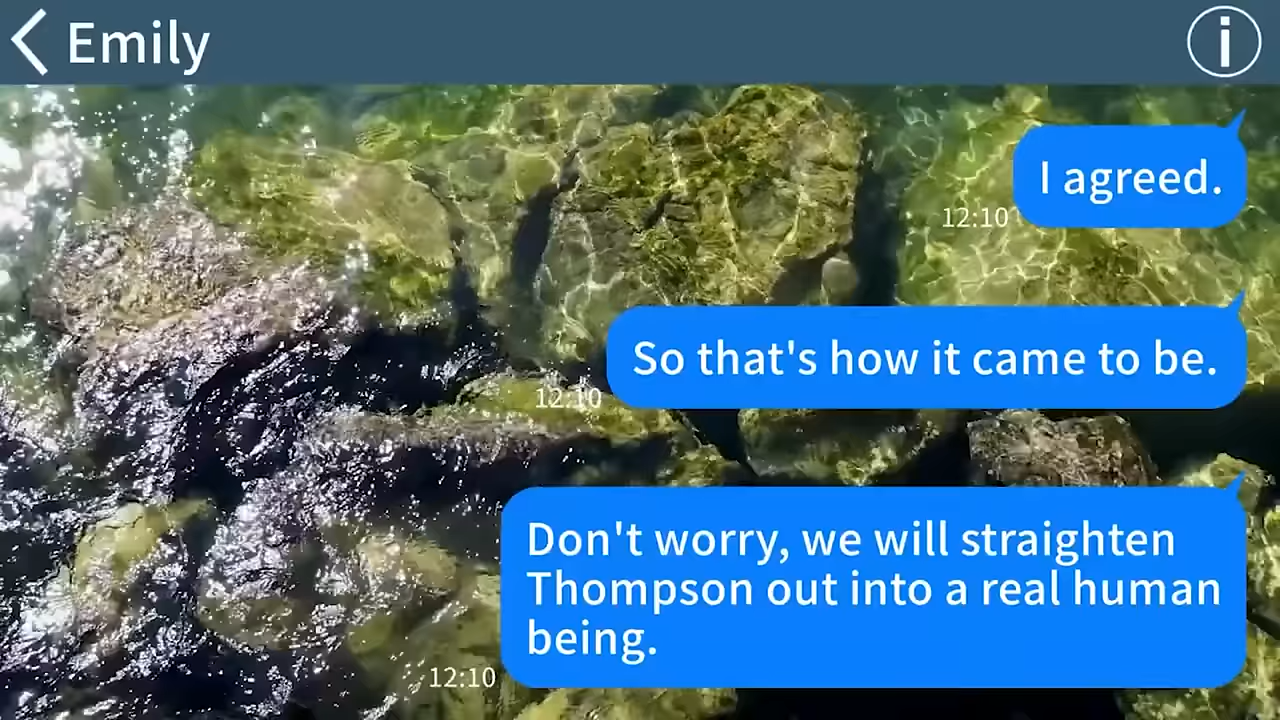 Emily
I agreed.
12:10
So that's how it came to be.
12:10
Don't worry, we will straighten
Thompson out into a real human
being.
12:10